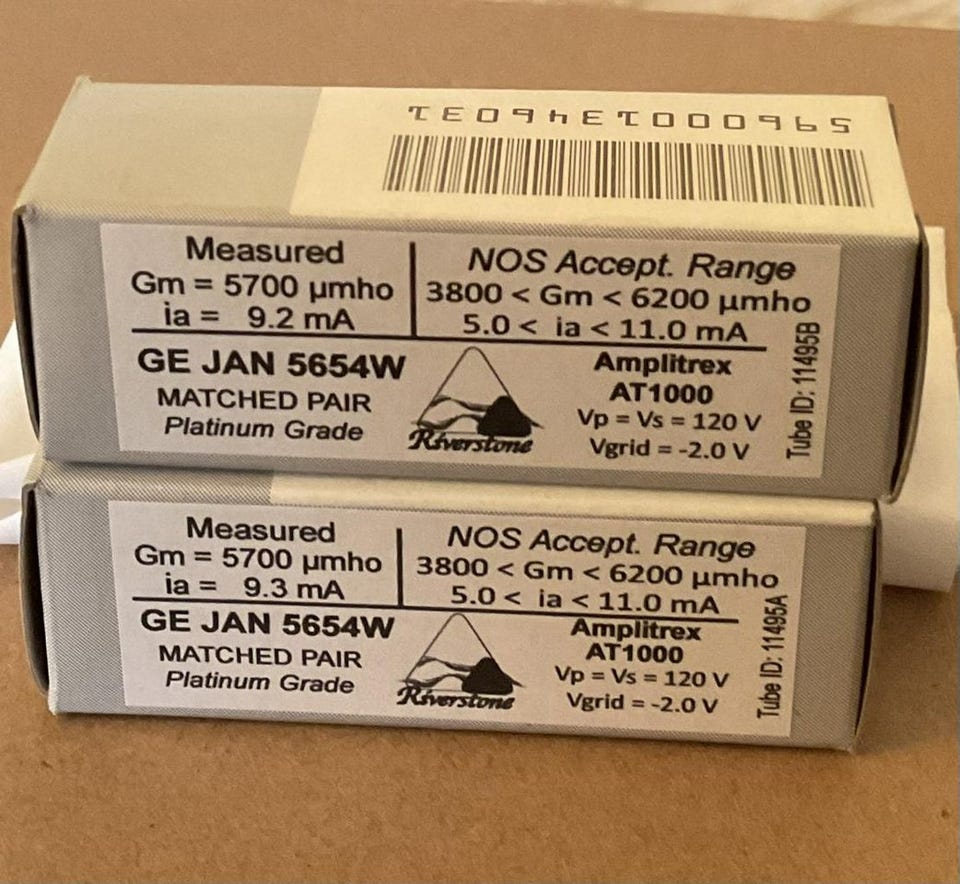 5960001346031
Measured
Gm = 5700 µmho
ia = 9.2 mA
NOS Accept. Range
3800 < Gm < 6200 µmho
5.0 < ia < 11.0 mA
GE JAN 5654W
MATCHED PAIR
Platinum Grade
Riverstone
Amplitrex
AT1000
Vp = Vs = 120 V
Vgrid = -2.0 V
Tube ID: 11495B
Measured
Gm = 5700 µmho
ia = 9.3 mA
NOS Accept. Range
3800 < Gm < 6200 µmho
5.0 < ia < 11.0 mA
GE JAN 5654W
MATCHED PAIR
Platinum Grade
Riverstone
Amplitrex
AT1000
Vp = Vs = 120 V
Vgrid = -2.0 V
Tube ID: 11495A